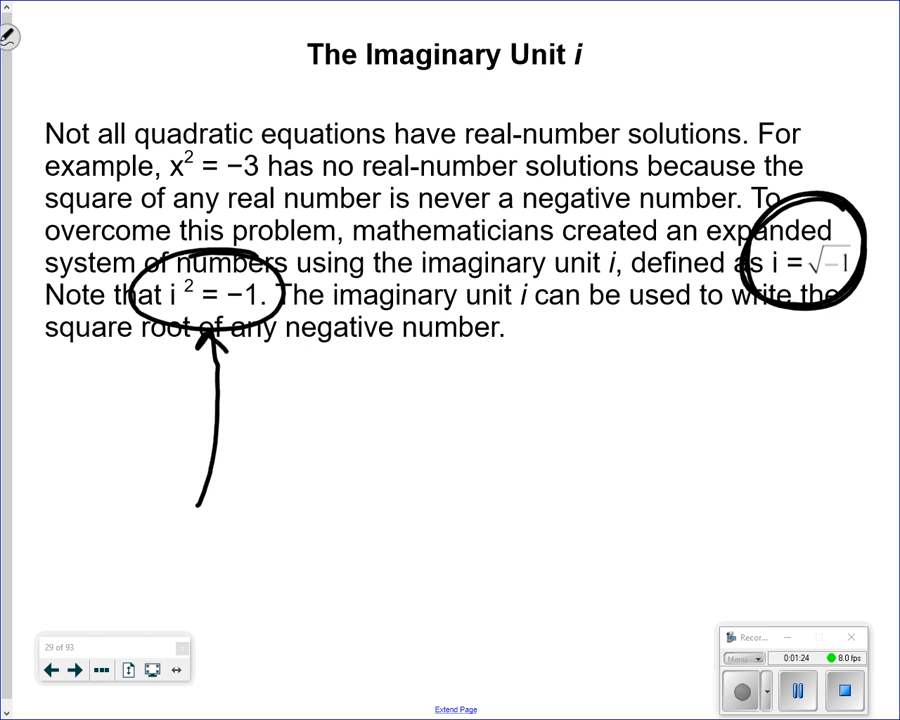 The Imaginary Unit i
Not all quadratic equations have real-number solutions. For
example, x² = −3 has no real-number solutions because the
square of any real number is never a negative number. To
overcome this problem, mathematicians created an expanded
system of numbers using the imaginary unit i, defined as i = √−1
Note that i ² = −1. The imaginary unit i can be used to write the
square root of any negative number.
29 of 93
Recor...
Menu
0:01:24
8.0 fps
Extend Page